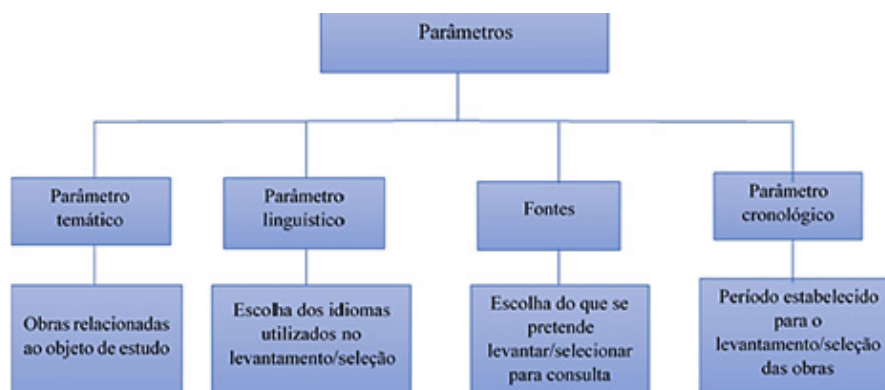 Parâmetros
Parâmetro
temático
Parâmetro
linguístico
Fontes
Parâmetro
cronológico
Obras relacionadas
ao objeto de estudo
Escolha dos idiomas
utilizados no
levantamento/seleção
Escolha do que se
pretende
levantar/selecionar
para consulta
Período estabelecido
para o
levantamento/seleção
das obras